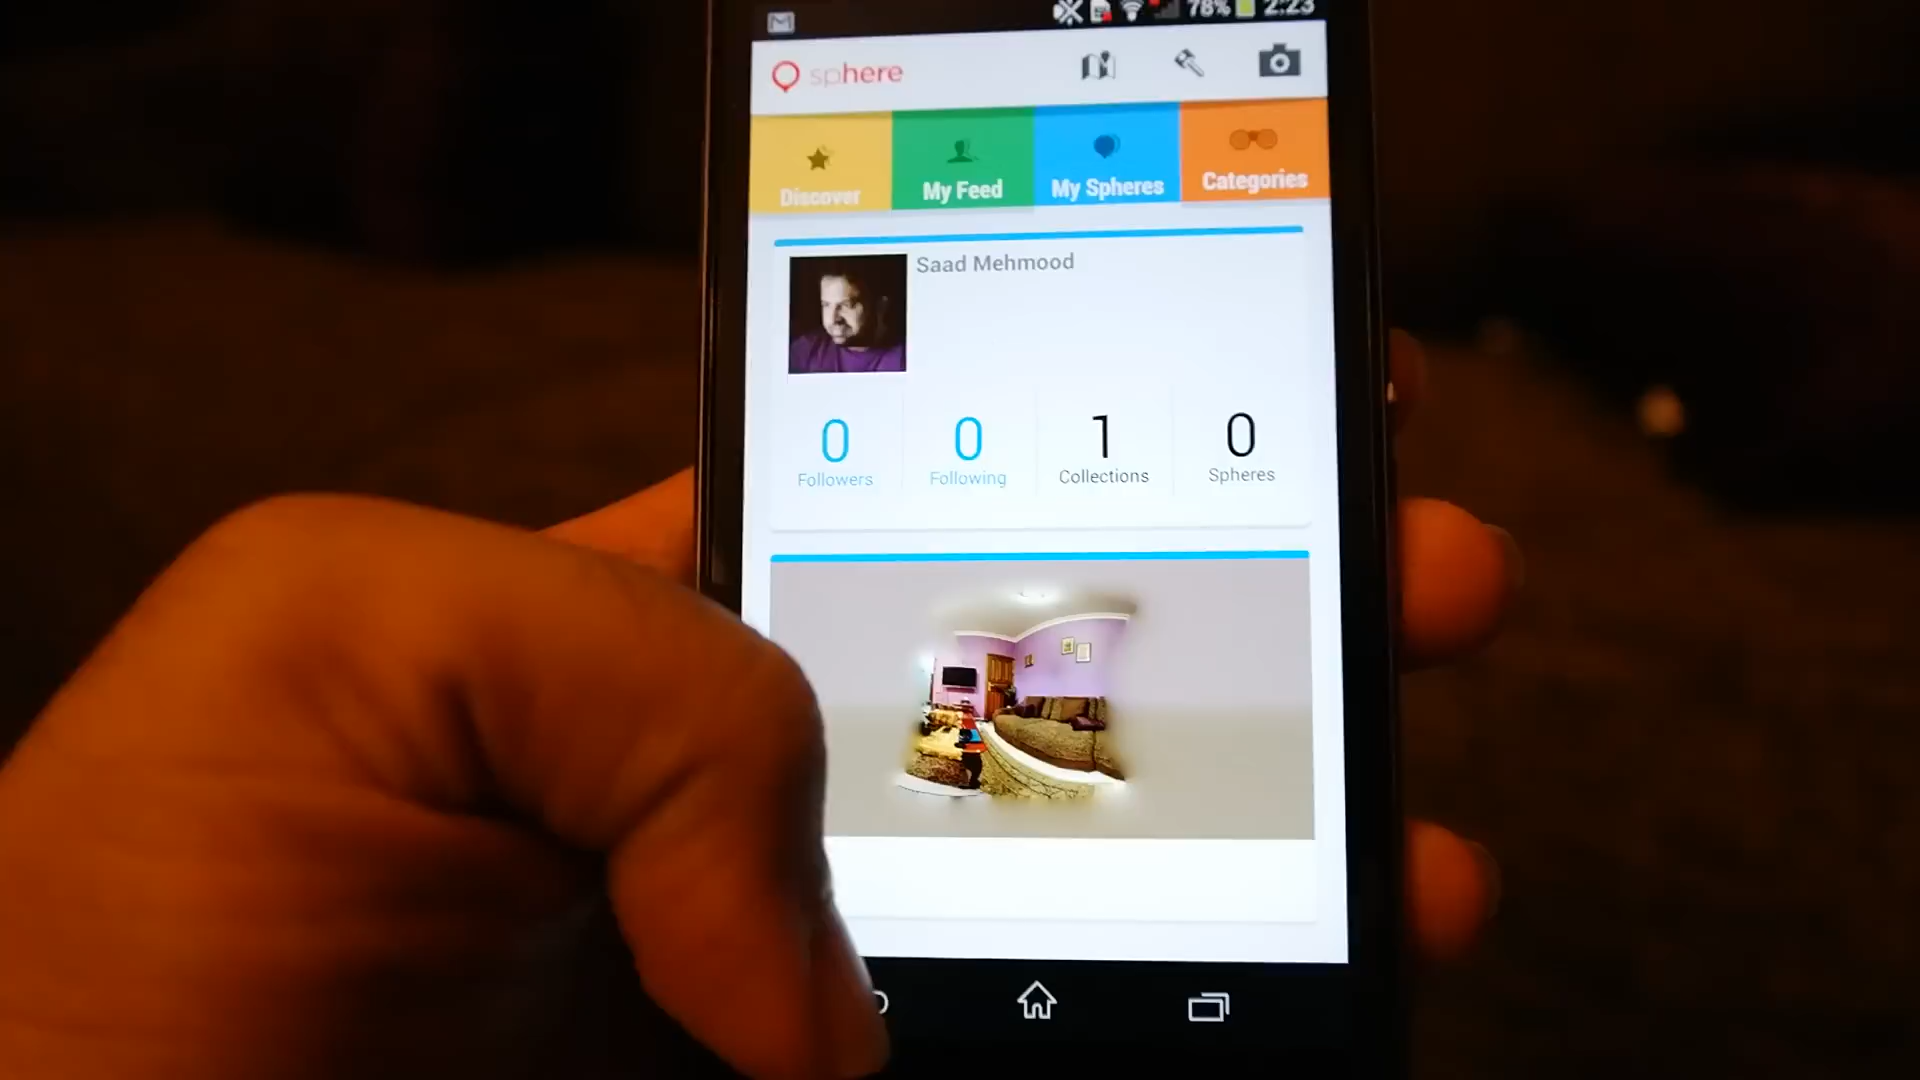 78% 2:23
sphere
Discover My Feed My Spheres Categories
Saad Mehmood
0 0 1 0
Followers Following Collections Spheres